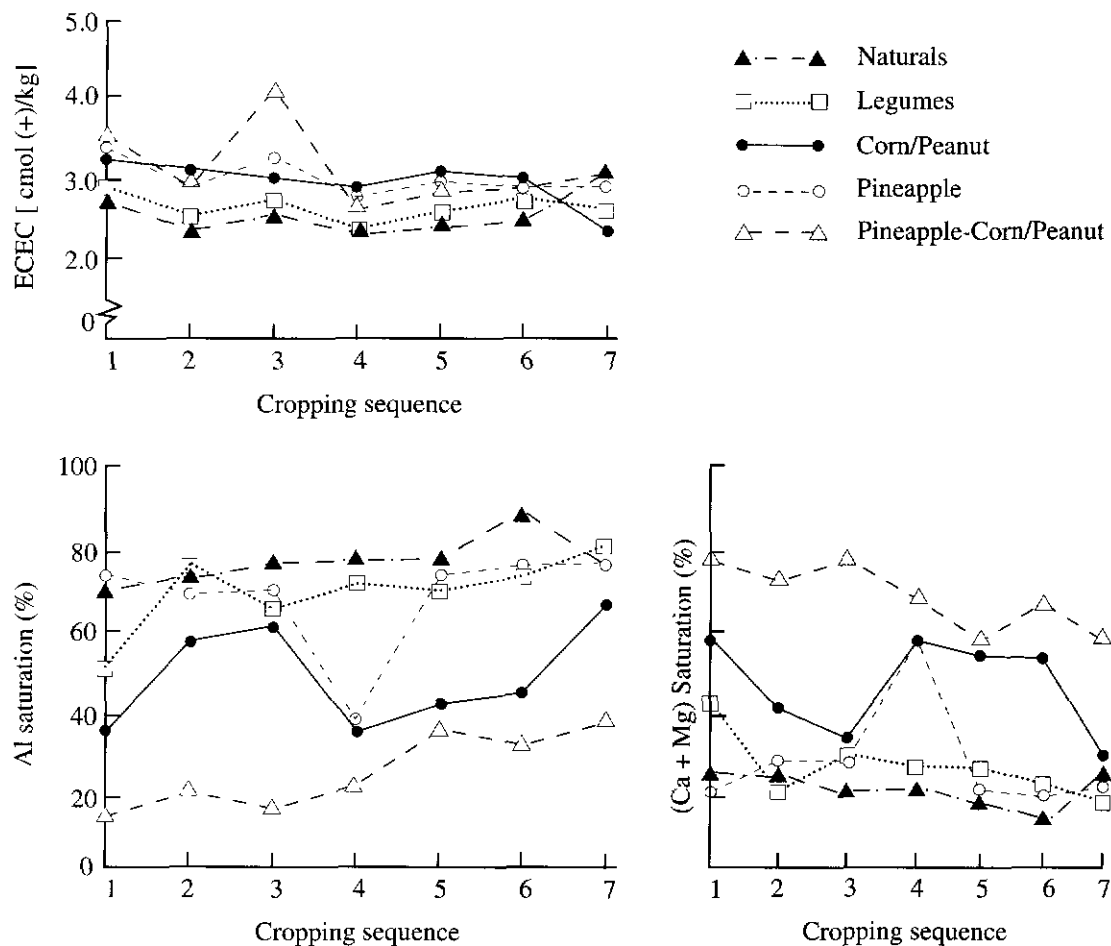 5.0
4.0
3.0
2.0
0
ECEC [ cmol (+)/kg]
1 2 3 4 5 6 7
Cropping sequence
Naturals
Legumes
Corn/Peanut
Pineapple
Pineapple-Corn/Peanut
100
80
60
40
20
0
Al saturation (%)
1 2 3 4 5 6 7
Cropping sequence
(Ca + Mg) Saturation (%)
1 2 3 4 5 6 7
Cropping sequence